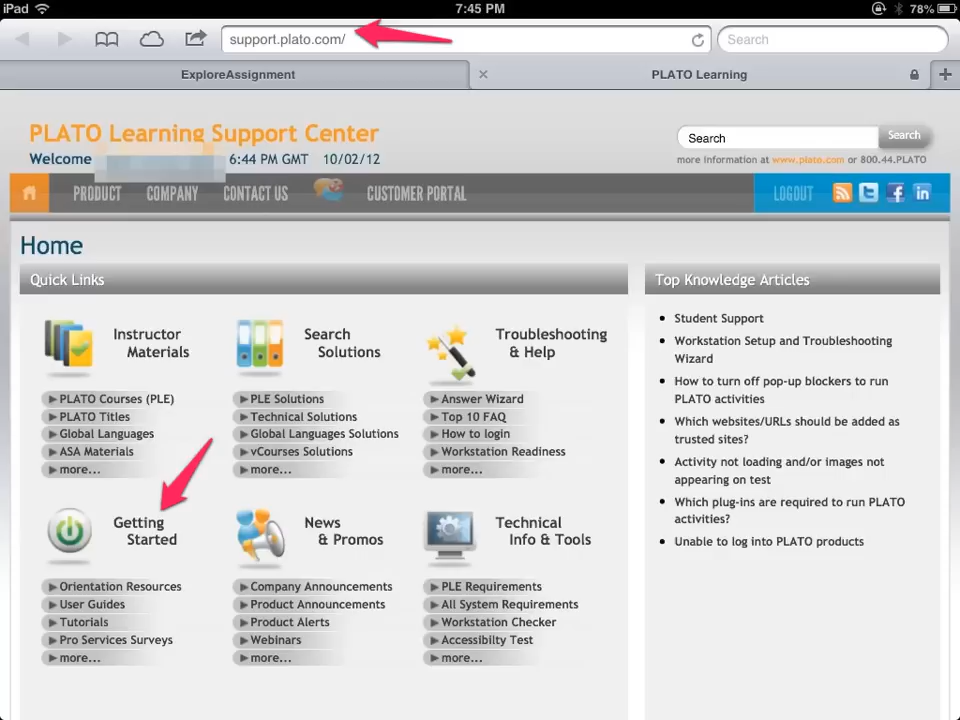 iPad
7:45 PM
78%
support.plato.com/
Search
ExploreAssignment
PLATO Learning
PLATO Learning Support Center
Welcome
6:44 PM GMT 10/02/12
Search
Search
more information at www.plato.com or 800.44.PLATO
PRODUCT
COMPANY
CONTACT US
CUSTOMER PORTAL
LOGOUT
Home
Quick Links
Instructor
Materials
PLATO Courses (PLE)
PLATO Titles
Global Languages
ASA Materials
more...
Search
Solutions
PLE Solutions
Technical Solutions
Global Languages Solutions
vCourses Solutions
more...
Troubleshooting
& Help
Answer Wizard
Top 10 FAQ
How to login
Workstation Readiness
more...
Getting
Started
Orientation Resources
User Guides
Tutorials
Pro Services Surveys
more...
News
& Promos
Company Announcements
Product Announcements
Product Alerts
Webinars
more...
Technical
Info & Tools
PLE Requirements
All System Requirements
Workstation Checker
Accessibilty Test
more...
Top Knowledge Articles
Student Support
Workstation Setup and Troubleshooting
Wizard
How to turn off pop-up blockers to run
PLATO activities
Which websites/URLs should be added as
trusted sites?
Activity not loading and/or images not
appearing on test
Which plug-ins are required to run PLATO
activities?
Unable to log into PLATO products